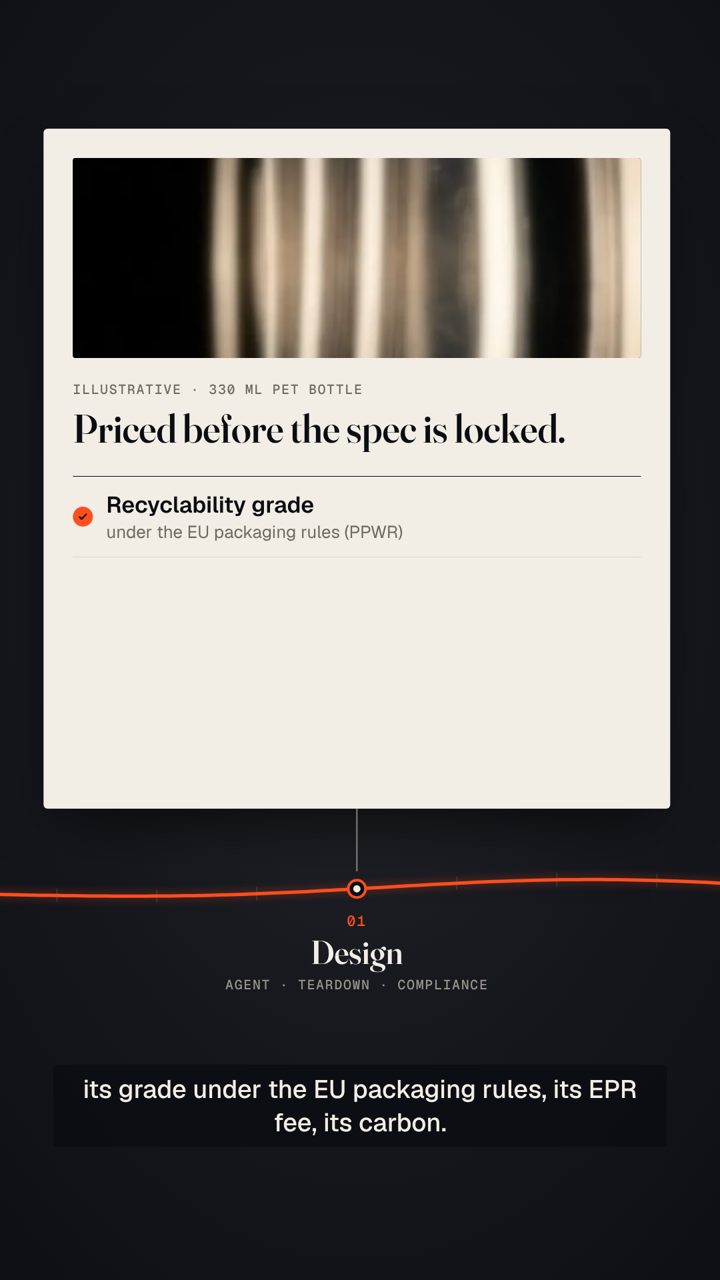 ILLUSTRATIVE · 330 ML PET BOTTLE
Priced before the spec is locked.
Recyclability grade
under the EU packaging rules (PPWR)
01
Design
AGENT · TEARDOWN · COMPLIANCE
its grade under the EU packaging rules, its EPR
fee, its carbon.